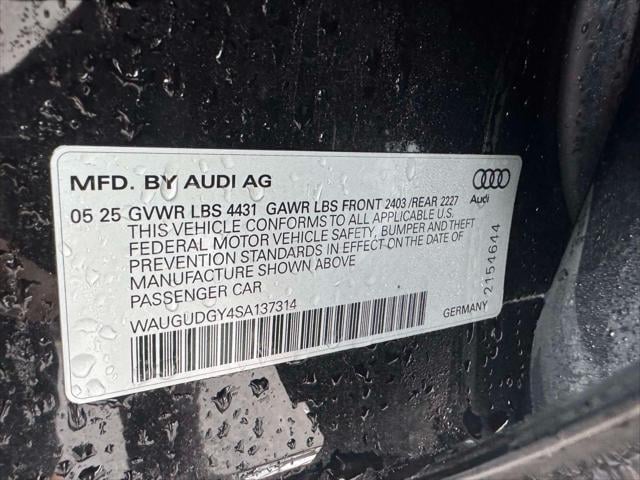 MFD. BY AUDI AG
Audi
05 25 GVWR LBS 4431 GAWR LBS FRONT 2403 /REAR 2227
THIS VEHICLE CONFORMS TO ALL APPLICABLE U.S.
FEDERAL MOTOR VEHICLE SAFETY, BUMPER AND THEFT
PREVENTION STANDARDS IN EFFECT ON THE DATE OF
MANUFACTURE SHOWN ABOVE
PASSENGER CAR
WAUGUDGY4SA137314
GERMANY
2154644